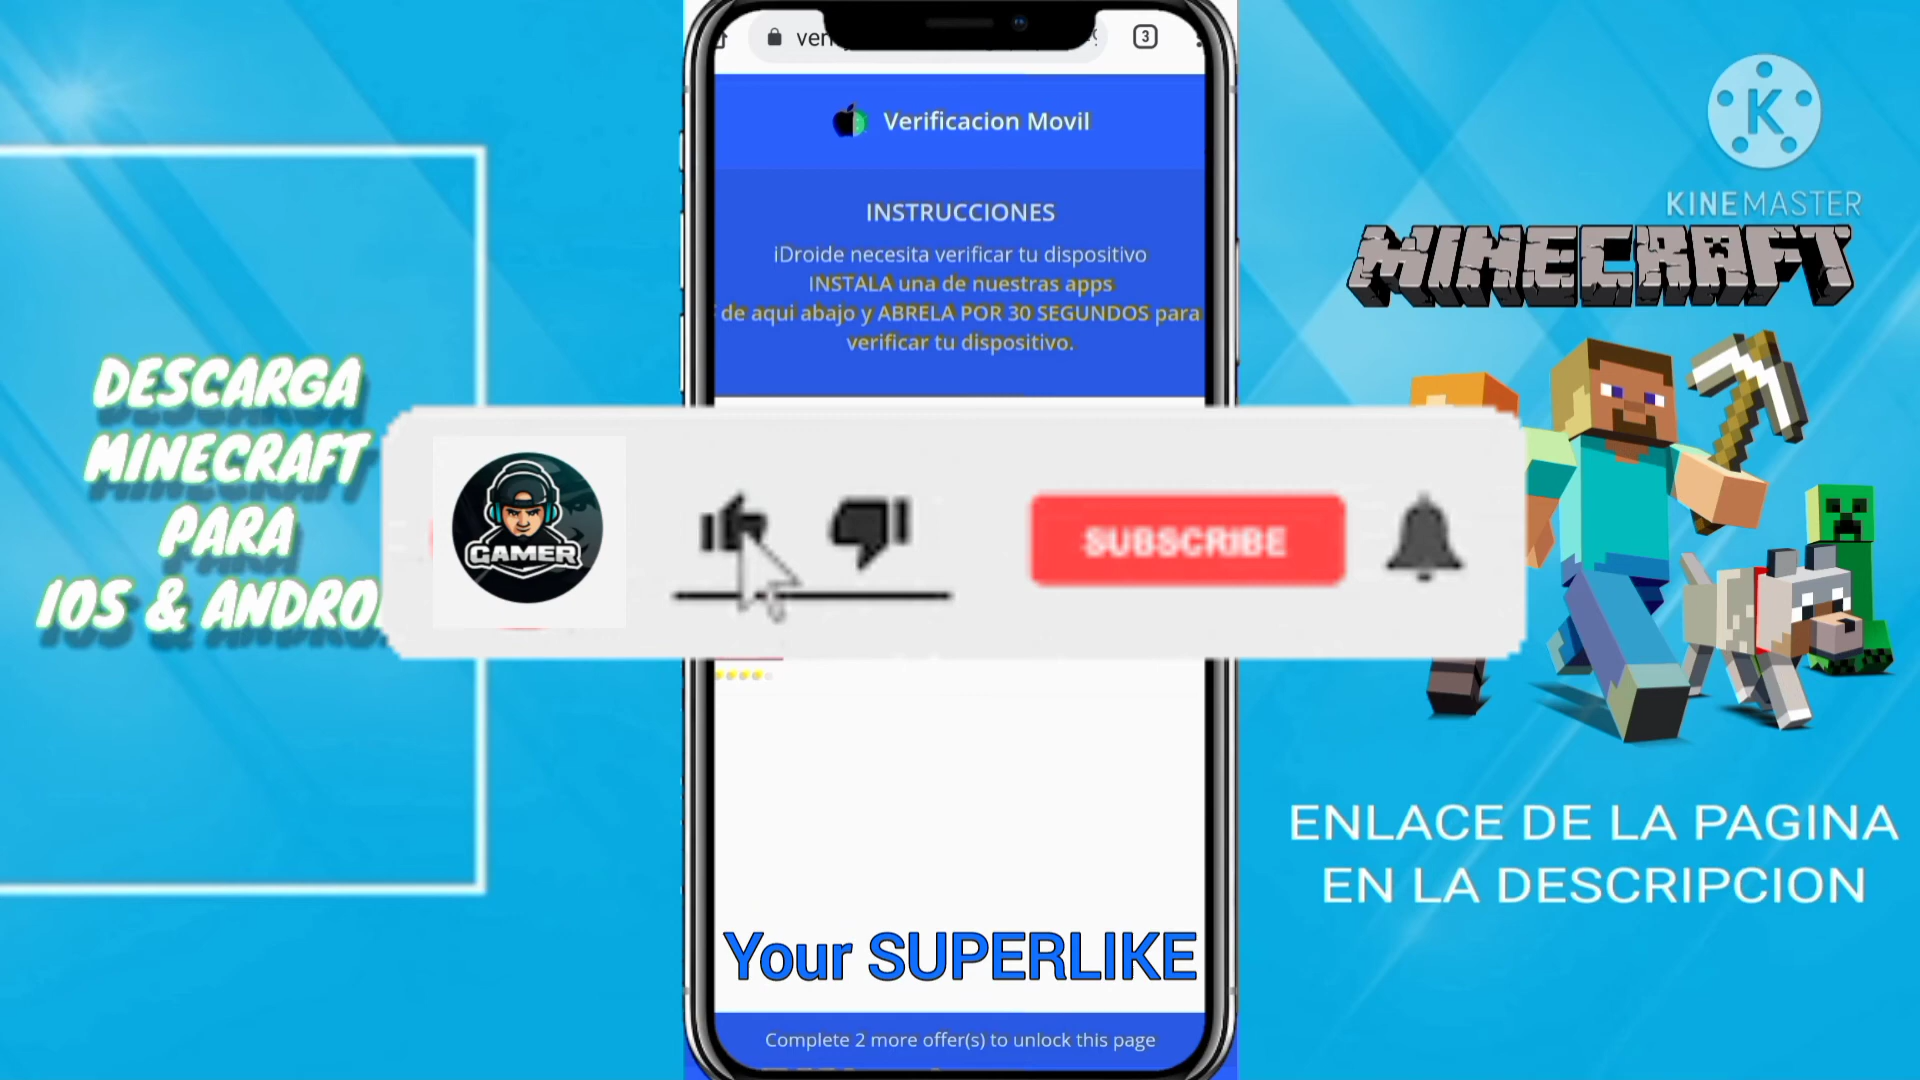 3
Verificacion Movil
INSTRUCCIONES
iDroide necesita verificar tu dispositivo
INSTALA una de nuestras apps
de aqui abajo y ABRELA POR 30 SEGUNDOS para
verificar tu dispositivo.
K
KINEMASTER
MINECRAFT
DESCARGA
MINECRAFT
PARA
IOS & ANDRO
GAMER
SUBSCRIBE
ENLACE DE LA PAGINA
EN LA DESCRIPCION
Your SUPERLIKE
Complete 2 more offer(s) to unlock this page